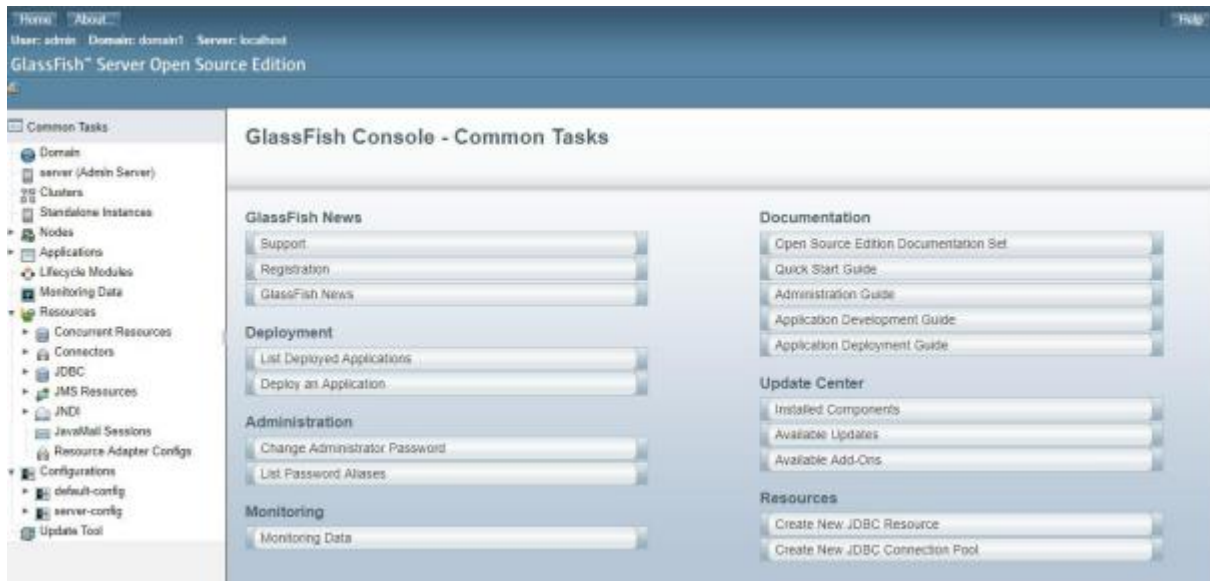 Home About...
Help
User: admin Domain: domain1 Server: localhost
GlassFish™ Server Open Source Edition
Common Tasks
Domain
server (Admin Server)
Clusters
Standalone Instances
Nodes
Applications
Lifecycle Modules
Monitoring Data
Resources
Concurrent Resources
Connectors
JDBC
JMS Resources
JNDI
JavaMail Sessions
Resource Adapter Configs
Configurations
default-config
server-config
Update Tool
GlassFish Console - Common Tasks
GlassFish News
Support
Registration
GlassFish News
Deployment
List Deployed Applications
Deploy an Application
Administration
Change Administrator Password
List Password Aliases
Monitoring
Monitoring Data
Documentation
Open Source Edition Documentation Set
Quick Start Guide
Administration Guide
Application Development Guide
Application Deployment Guide
Update Center
Installed Components
Available Updates
Available Add-Ons
Resources
Create New JDBC Resource
Create New JDBC Connection Pool